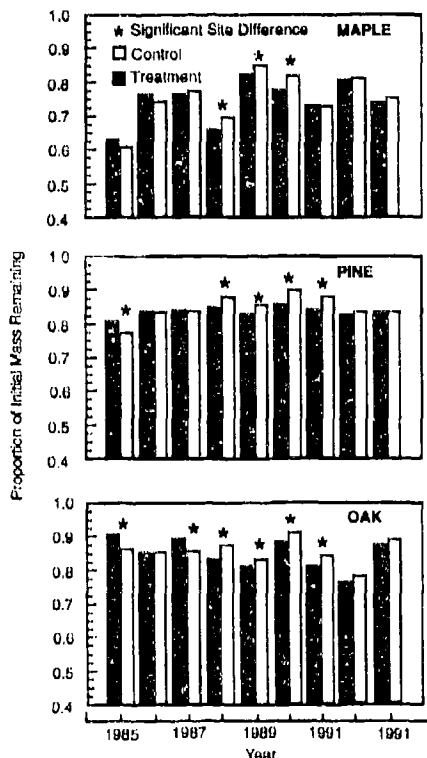 * Significant Site Difference
Control
Treatment
MAPLE
1.0
0.9
0.8
0.7
0.6
0.5
0.4
Proportion of Initial Mass Remaining
PINE
1.0
0.9
0.8
0.7
0.6
0.5
0.4
OAK
1.0
0.9
0.8
0.7
0.6
0.5
0.4
1985 1987 1989 1991 1991
Year